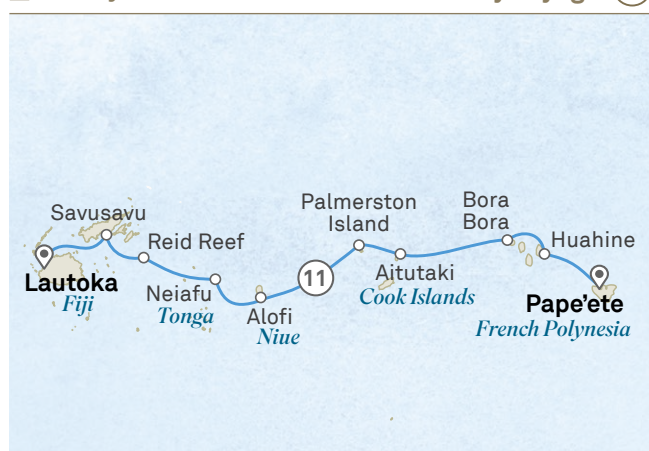 Savusavu
Lautoka
Fiji
Reid Reef
Neiafu
Tonga
Alofi
Niue
11
Palmerston
Island
Aitutaki
Cook Islands
Bora
Bora
Huahine
Pape’ete
French Polynesia